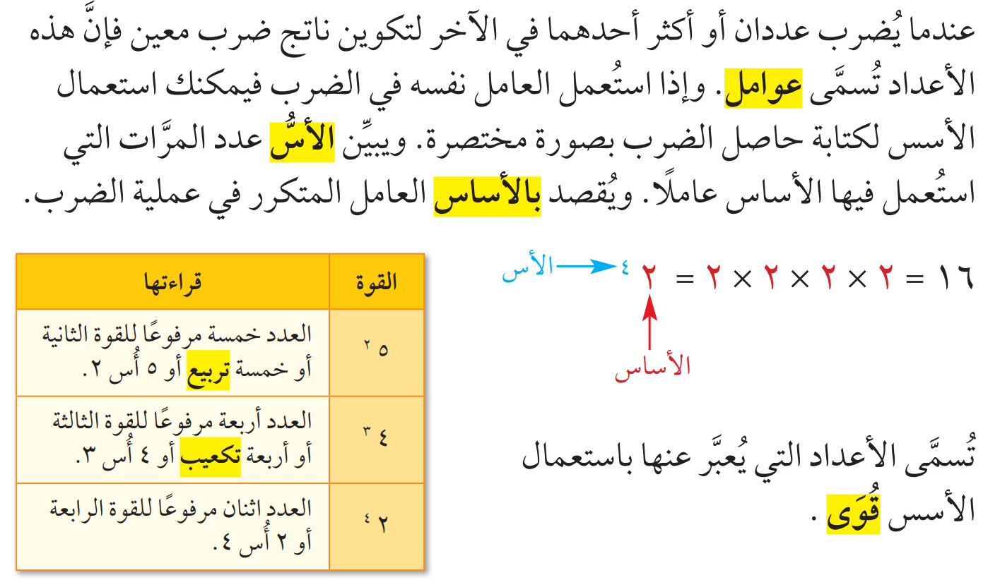 عندما يُضرب عددان أو أكثر أحدهما في الآخر لتكوين ناتج ضرب معين فإنَّ هذه
الأعداد تُسمَّى عوامل. وإذا استُعمل العامل نفسه في الضرب فيمكنك استعمال
الأسس لكتابة حاصل الضرب بصورة مختصرة. ويبيِّن الأسُّ عدد المرَّات التي
استُعمل فيها الأساس عاملًا. ويُقصد بالأساس العامل المتكرر في عملية الضرب.
١٦ = ٢ × ٢ × ٢ × ٢ = ٢ ٤ الأس
الأساس
تُسمَّى الأعداد التي يُعبَّر عنها باستعمال
الأسس قُوَى .
القوة قراءتها
٥ ٢ العدد خمسة مرفوعًا للقوة الثانية
أو خمسة تربيع أو ٥ أُس ٢.
٤ ٣ العدد أربعة مرفوعًا للقوة الثالثة
أو أربعة تكعيب أو ٤ أُس ٣.
٢ ٤ العدد اثنان مرفوعًا للقوة الرابعة
أو ٢ أُس ٤.